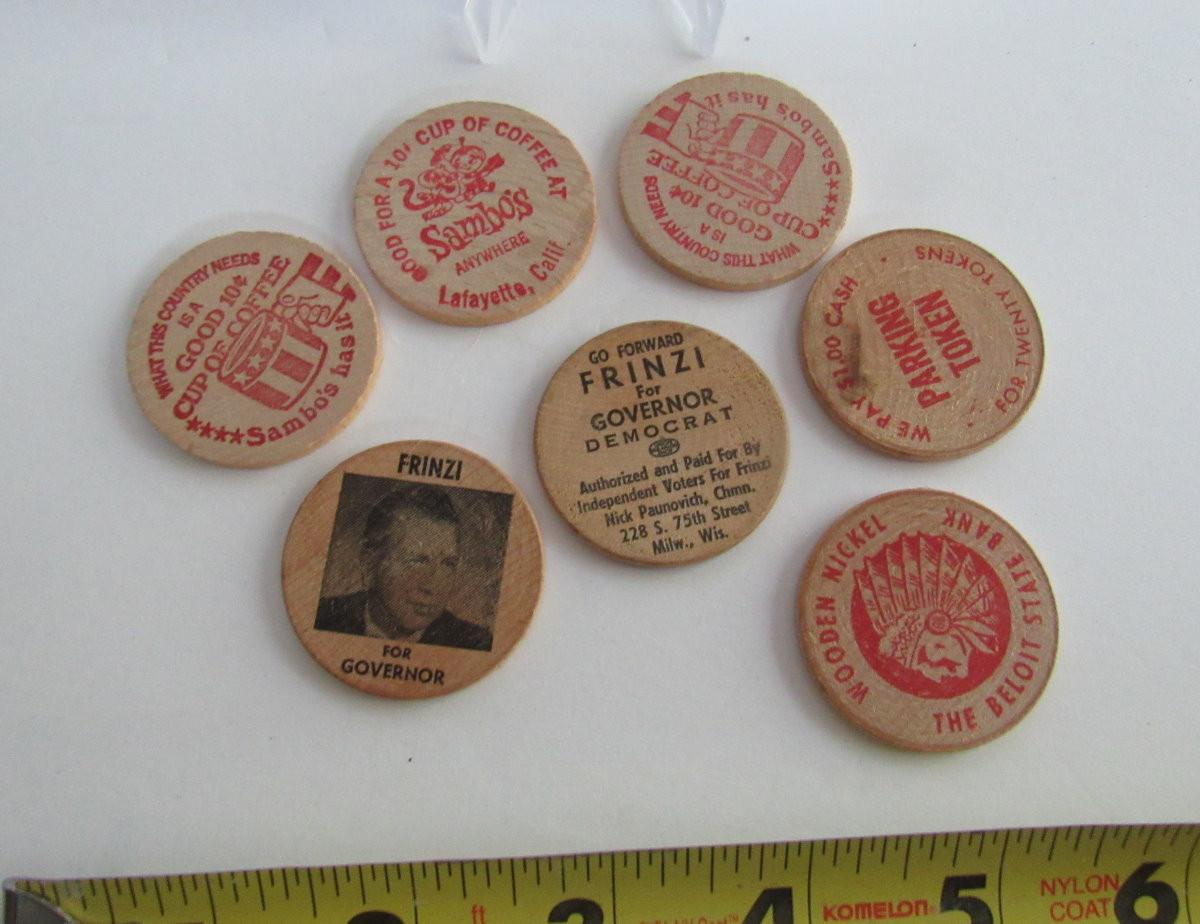 GOOD FOR A 10¢ CUP OF COFFEE AT
Sambo's
ANYWHERE
Lafayette, Calif.
WHAT THIS COUNTRY NEEDS
IS A
GOOD 10¢
CUP OF COFFEE
★★★★Sambo's has it
WHAT THIS COUNTRY NEEDS
IS A
GOOD 10¢
CUP OF COFFEE
★★★★Sambo's has it
WE PAY $1.00 CASH
PARKING
TOKEN
FOR TWENTY TOKENS
GO FORWARD
FRINZI
For
GOVERNOR
DEMOCRAT
Authorized and Paid For By
Independent Voters For Frinzi
Nick Paunovich, Chmn.
228 S. 75th Street
Milw., Wis.
FRINZI
FOR
GOVERNOR
WOODEN NICKEL
THE BELOIT STATE BANK
ft
4
KOMELON
5
NYLON
COAT
6